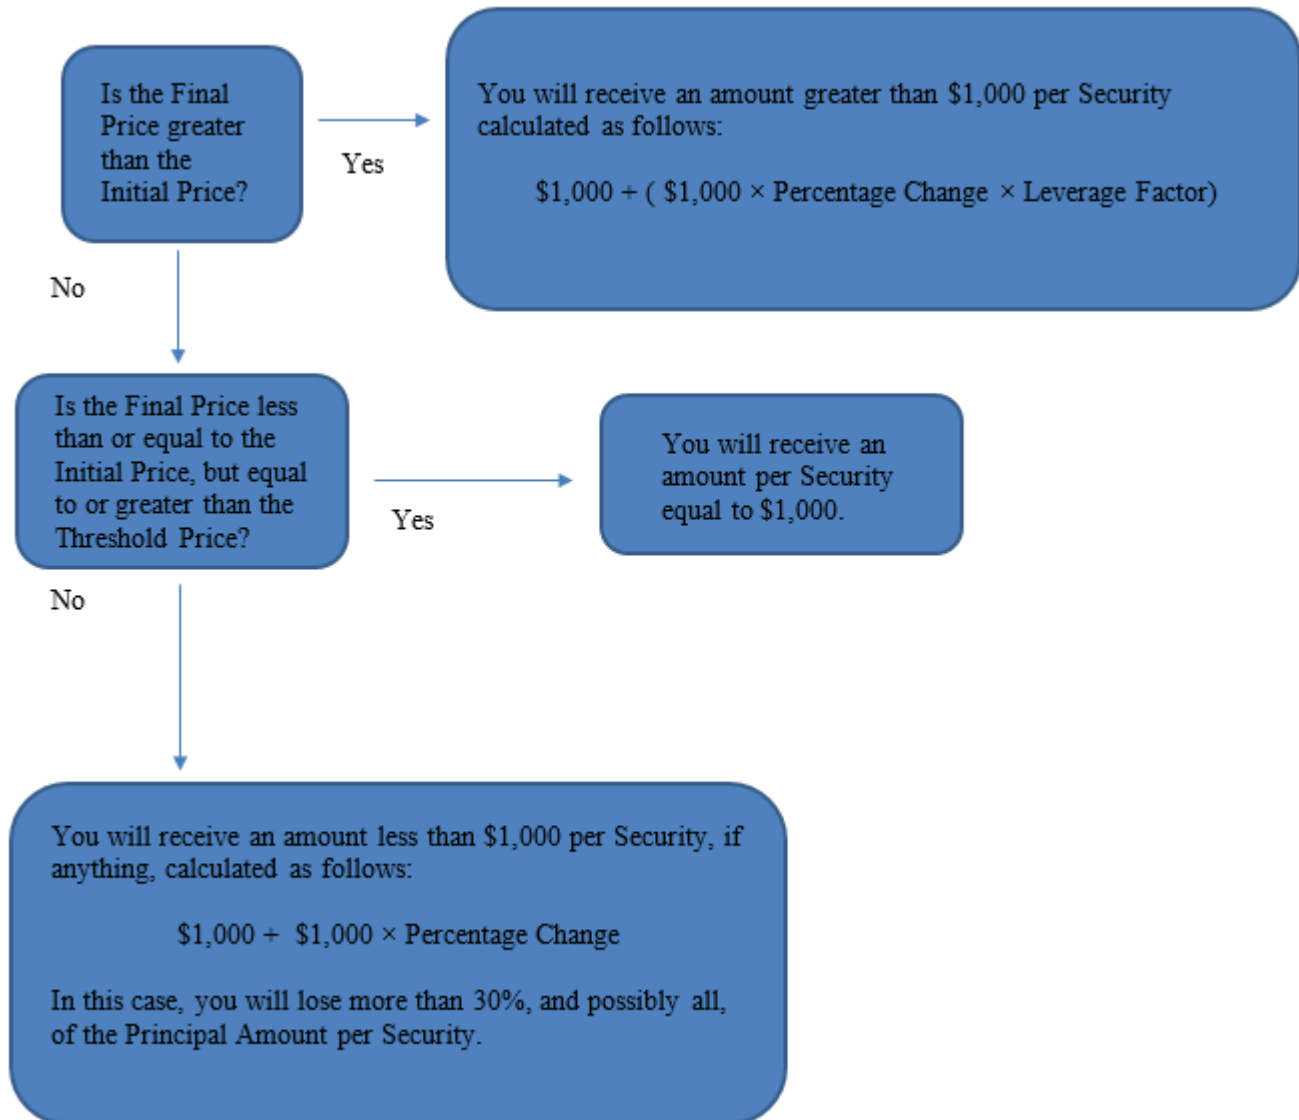 Is the Final
Price greater
than the
Initial Price?
Yes
You will receive an amount greater than $1,000 per Security
calculated as follows:
$1,000 + ( $1,000 × Percentage Change × Leverage Factor)
No
Is the Final Price less
than or equal to the
Initial Price, but equal
to or greater than the
Threshold Price?
Yes
You will receive an
amount per Security
equal to $1,000.
No
You will receive an amount less than $1,000 per Security, if
anything, calculated as follows:
$1,000 + $1,000 × Percentage Change
In this case, you will lose more than 30%, and possibly all,
of the Principal Amount per Security.